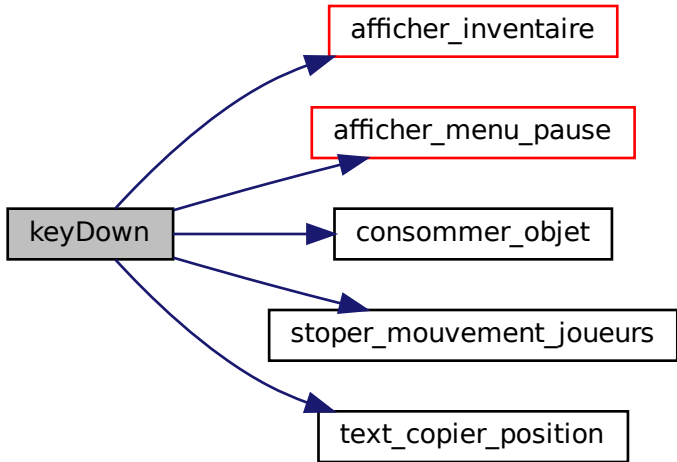 afficher_inventaire
afficher_menu_pause
keyDown
consommer_objet
stoper_mouvement_joueurs
text_copier_position